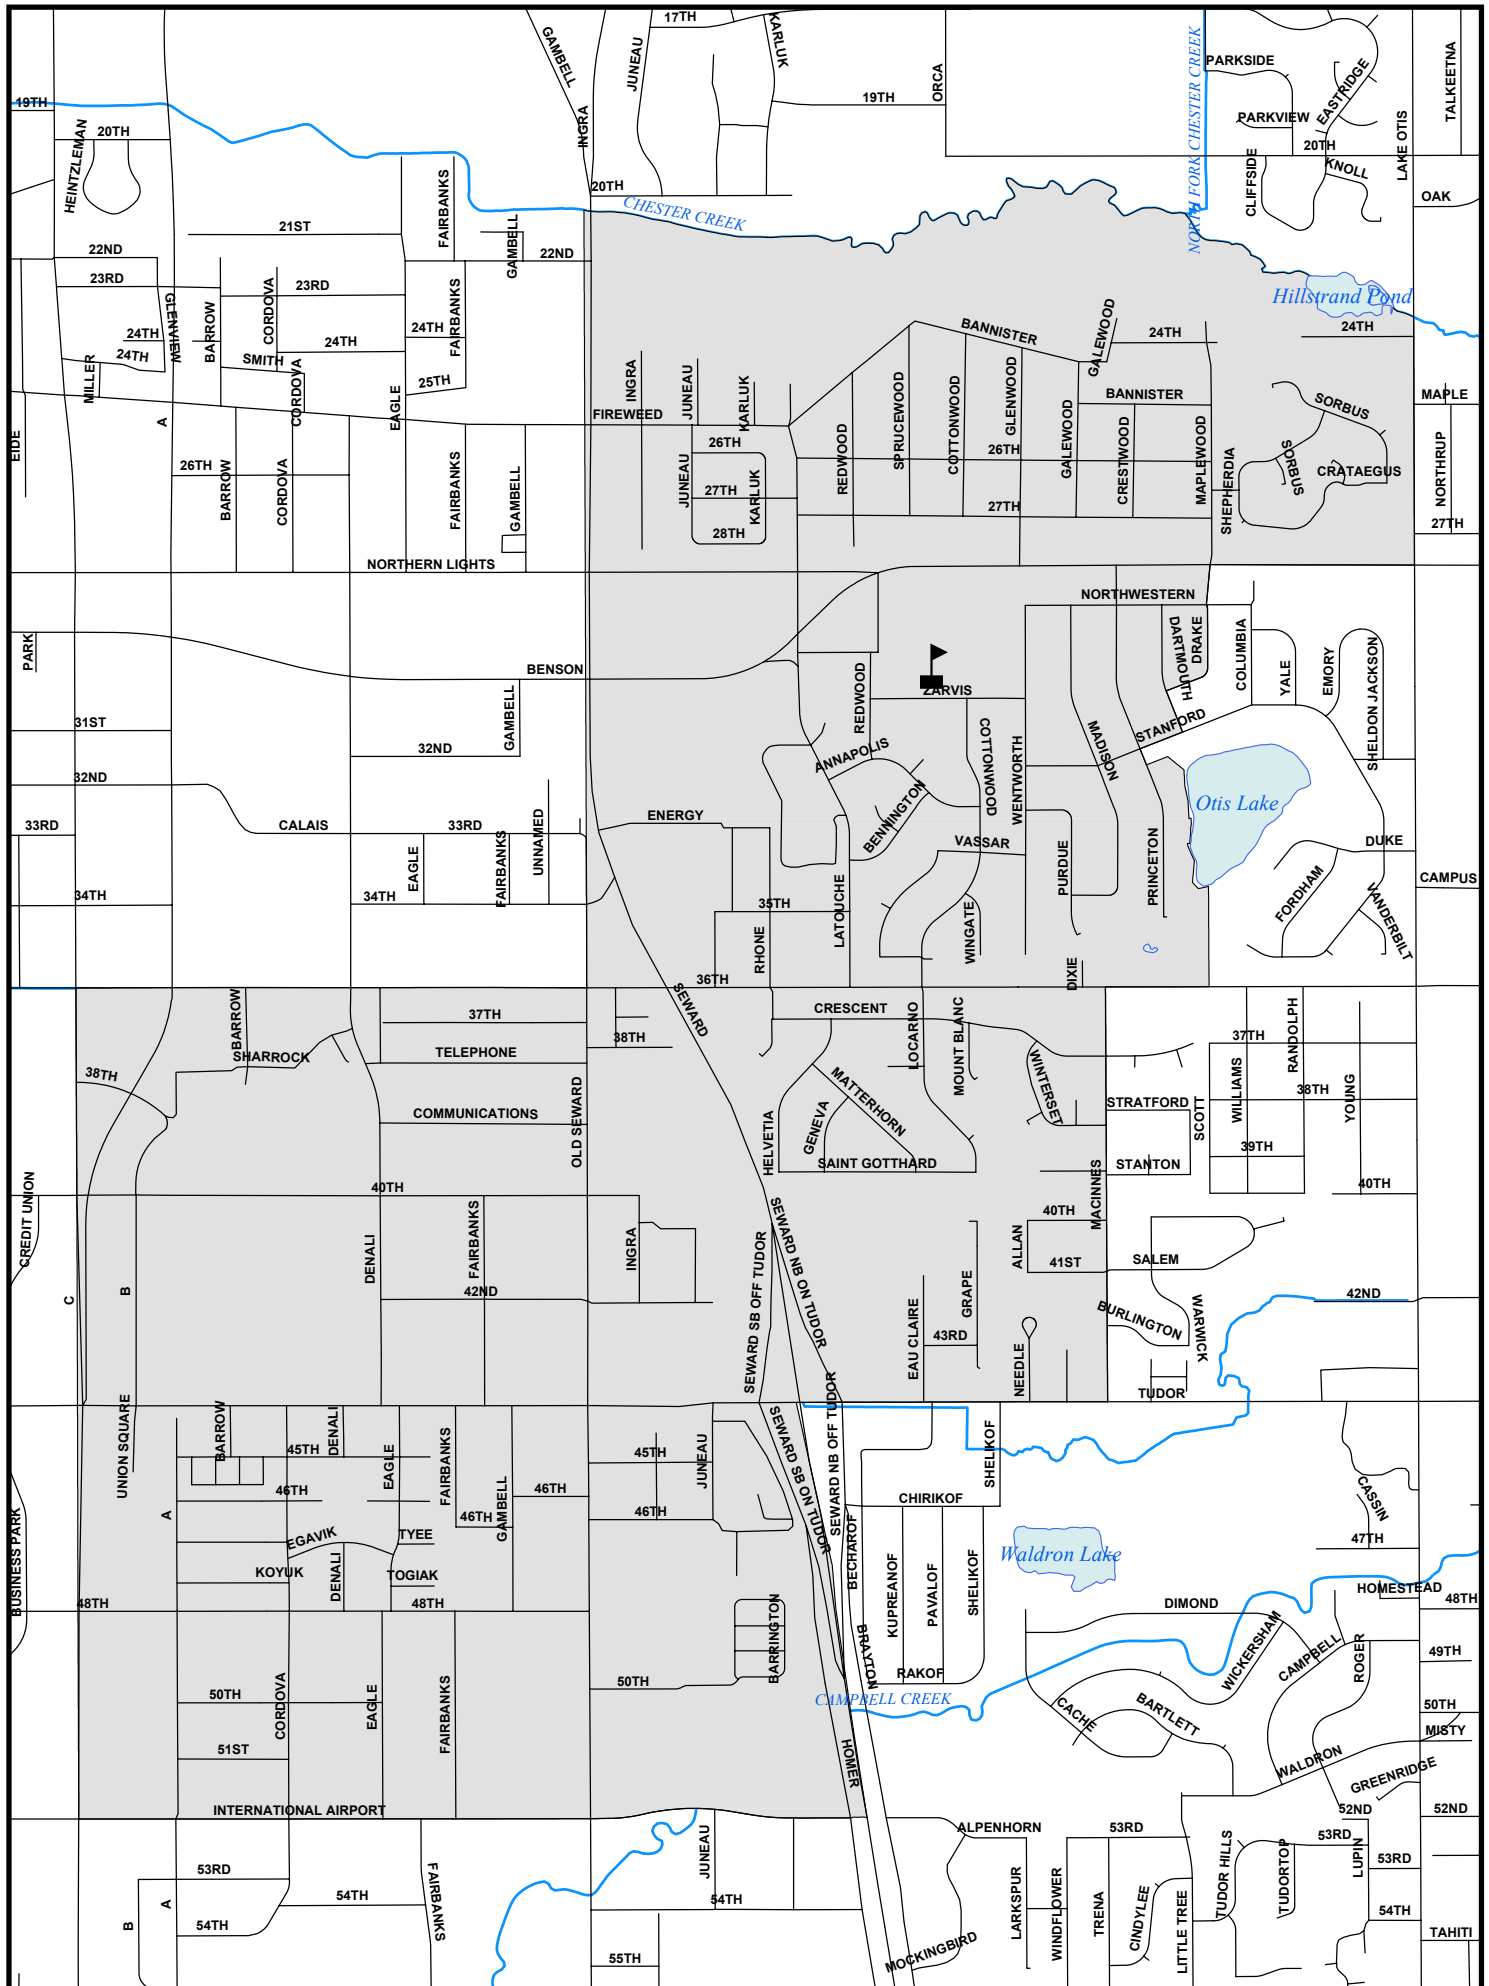 17TH
GAMBELL
JUNEAU
KARLUK
ORCA
NORTH FORK CHESTER CREEK
PARKSIDE
EASTRIDGE
TALKEETNA
19TH
19TH
INGRA
PARKVIEW
LAKE OTIS
20TH
20TH
HEINTZLEMAN
CLIFFSIDE
KNOLL
20TH
OAK
CHESTER CREEK
FAIRBANKS
21ST
GAMBELL
22ND
22ND
23RD
CORDOVA
23RD
FAIRBANKS
Hillstrand Pond
GLENVIEW
BARROW
24TH
24TH
24TH
BANNISTER
GALEWOOD
24TH
24TH
24TH
SMITH
MILLER
CORDOVA
25TH
EAGLE
INGRA
JUNEAU
KARLUK
BANNISTER
MAPLE
SORBUS
FIREWEED
A
EIDE
REDWOOD
SPRUCEWOOD
COTTONWOOD
GLENWOOD
GALEWOOD
CRESTWOOD
MAPLEWOOD
SHEPHERDIA
SORBUS
CRATAEGUS
NORTHRUP
26TH
26TH
26TH
BARROW
CORDOVA
FAIRBANKS
GAMBELL
JUNEAU
27TH
KARLUK
27TH
27TH
28TH
NORTHERN LIGHTS
NORTHWESTERN
PARK
BENSON
DARTMOUTH
DRAKE
COLUMBIA
YALE
EMORY
SHELDON JACKSON
REDWOOD
ZARVIS
31ST
GAMBELL
32ND
ANNAPOLIS
COTTONWOOD
WENTWORTH
MADISON
STANFORD
32ND
Otis Lake
ENERGY
BENNINGTON
33RD
CALAIS
33RD
UNNAMED
FAIRBANKS
EAGLE
VASSAR
PURDUE
PRINCETON
DUKE
CAMPUS
34TH
34TH
FORDHAM
VANDERBILT
35TH
LATOUCHE
RHONE
WINGATE
DIXIE
36TH
SEWARD
BARROW
37TH
CRESCENT
LOCARNO
MOUNT BLANC
WINTERSET
RANDOLPH
37TH
38TH
TELEPHONE
SHARROCK
38TH
MATTERHORN
WILLIAMS
38TH
YOUNG
COMMUNICATIONS
OLD SEWARD
HELVETIA
GENEVA
STRATFORD
SCOTT
39TH
SAINT GOTTHARD
STANTON
MACINNES
CREDIT UNION
40TH
40TH
40TH
C
B
DENALI
FAIRBANKS
INGRA
SEWARD SB OFF TUDOR
SEWARD NB ON TUDOR
ALLAN
41ST
SALEM
42ND
42ND
GRAPE
EAU CLAIRE
43RD
NEEDLE
BURLINGTON
WARWICK
TUDOR
UNION SQUARE
BARROW
DENALI
45TH
EAGLE
FAIRBANKS
45TH
JUNEAU
SEWARD SB ON TUDOR
SEWARD NB OFF TUDOR
SHELIKOF
46TH
46TH
GAMBELL
46TH
46TH
CHIRIKOF
CASSIN
A
BUSINESS PARK
EGAVIK
TYEE
47TH
KOYUK
DENALI
TOGIAK
BECHAROF
KUPREANOF
PAVALOF
SHELIKOF
Waldron Lake
HOMESTEAD
48TH
48TH
48TH
DIMOND
BARRINGTON
BRAYTON
WICKERSHAM
CAMPBELL
ROGER
49TH
RAKOF
50TH
50TH
CORDOVA
EAGLE
FAIRBANKS
CAMPBELL CREEK
CACHE
BARTLETT
50TH
MISTY
51ST
HOMER
WALDRON
GREENRIDGE
INTERNATIONAL AIRPORT
52ND
52ND
ALPENHORN
53RD
53RD
53RD
53RD
JUNEAU
FAIRBANKS
TUDOR HILLS
TUDORTOP
LUPIN
54TH
54TH
54TH
54TH
A
B
LARKSPUR
WINDFLOWER
TRENA
CINDYLEE
LITTLE TREE
TAHITI
55TH
MOCKINGBIRD